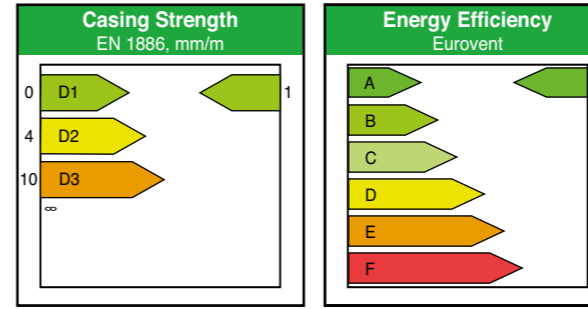 Casing Strength
EN 1886, mm/m
0 D1 1
4 D2
10 D3
∞
Energy Efficiency
Eurovent
A
B
C
D
E
F